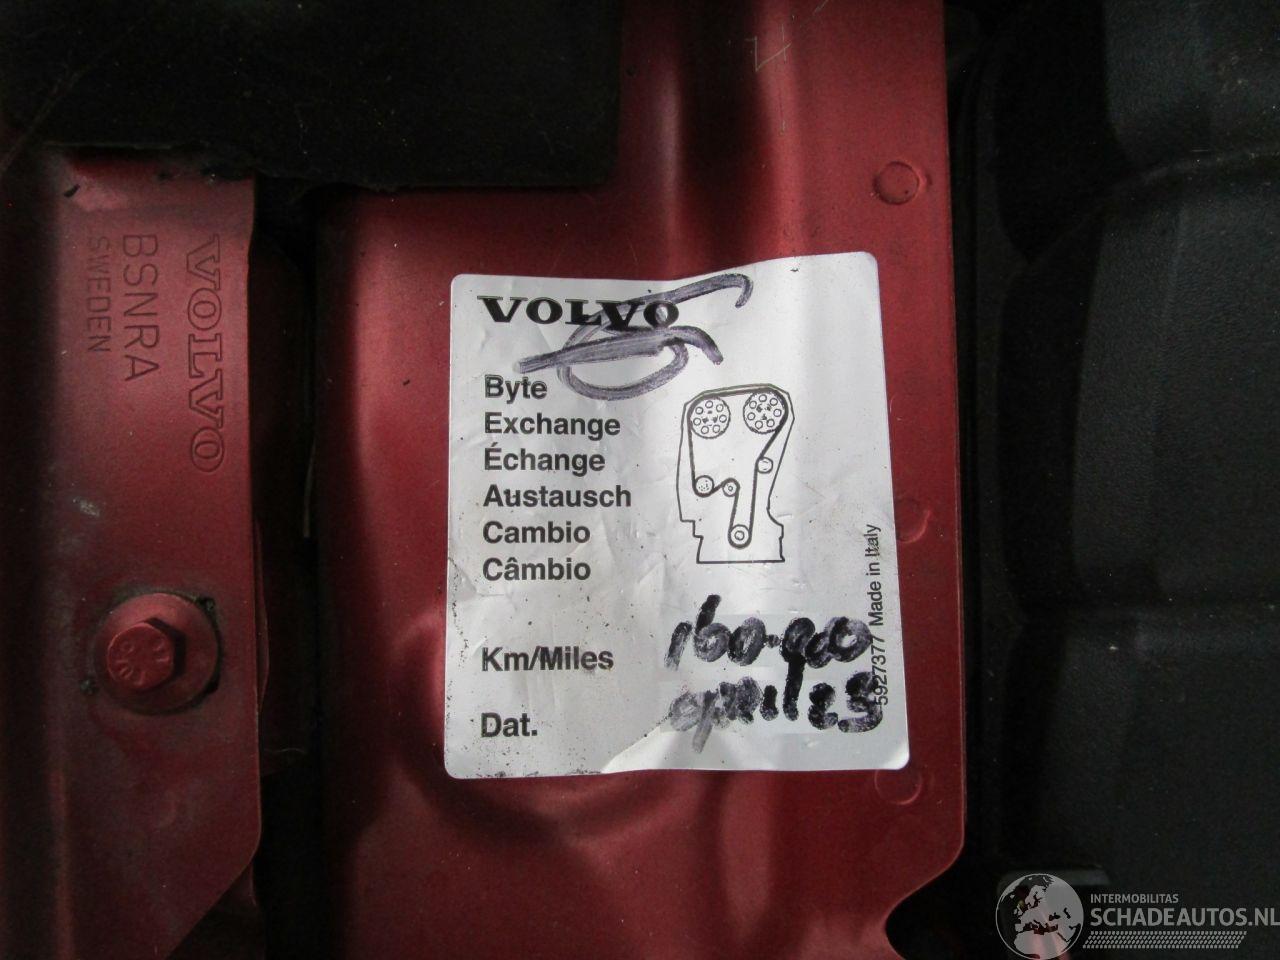 VOLVO
BSNRA
SWEDEN
VOLVO
Byte
Exchange
Échange
Austausch
Cambio
Câmbio
Km/Miles 160.000
Dat. april 23
5927377 Made in Italy
INTERMOBILITAS
SCHADEAUTOS.NL